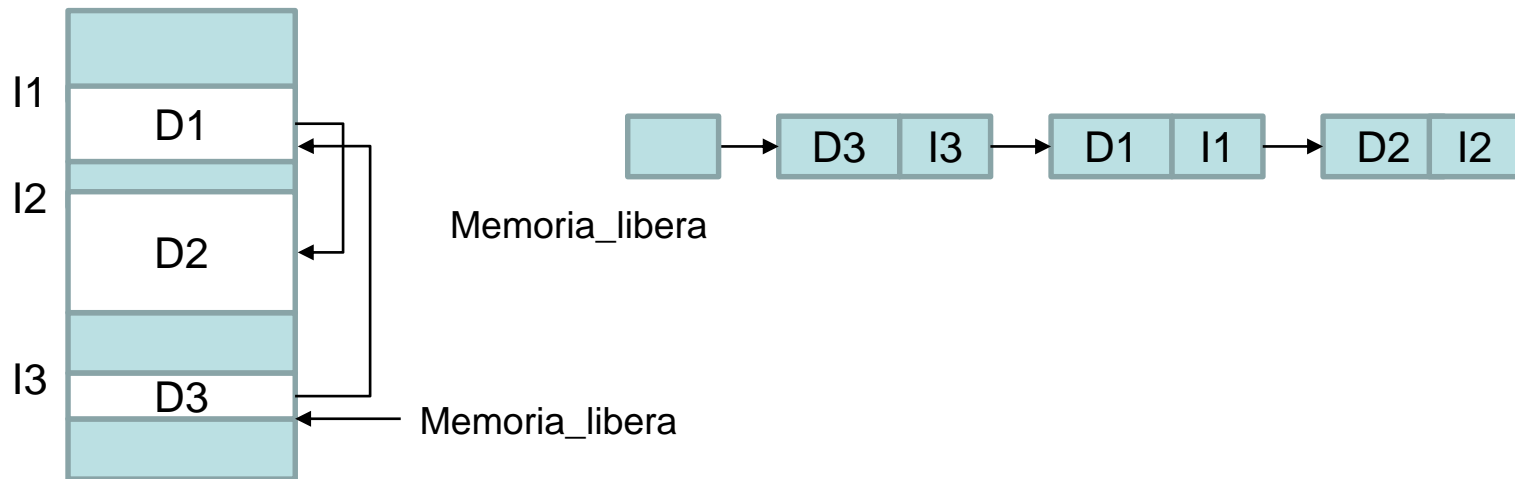 I1
D1
I2
D2
I3
D3
Memoria_libera
D3 I3 D1 I1 D2 I2
Memoria_libera